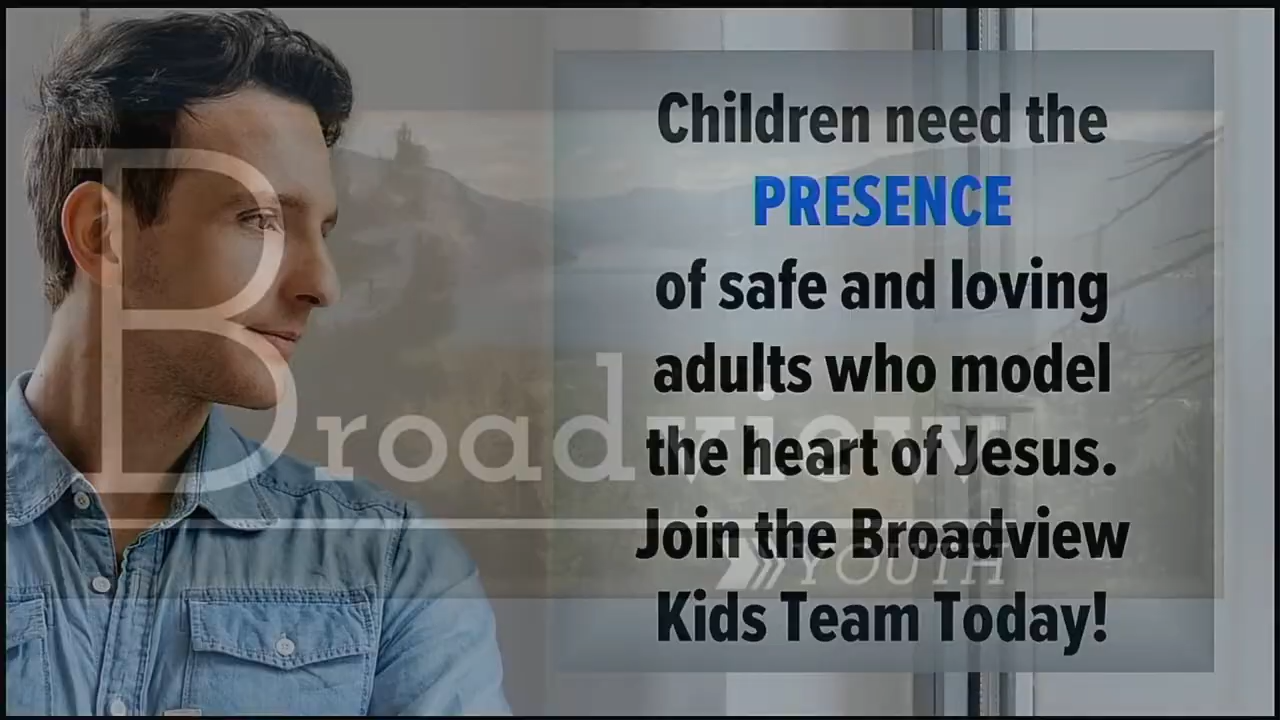 Children need the
PRESENCE
of safe and loving
adults who model
the heart of Jesus.
Join the Broadview
Kids Team Today!
Broadview
YOUTH